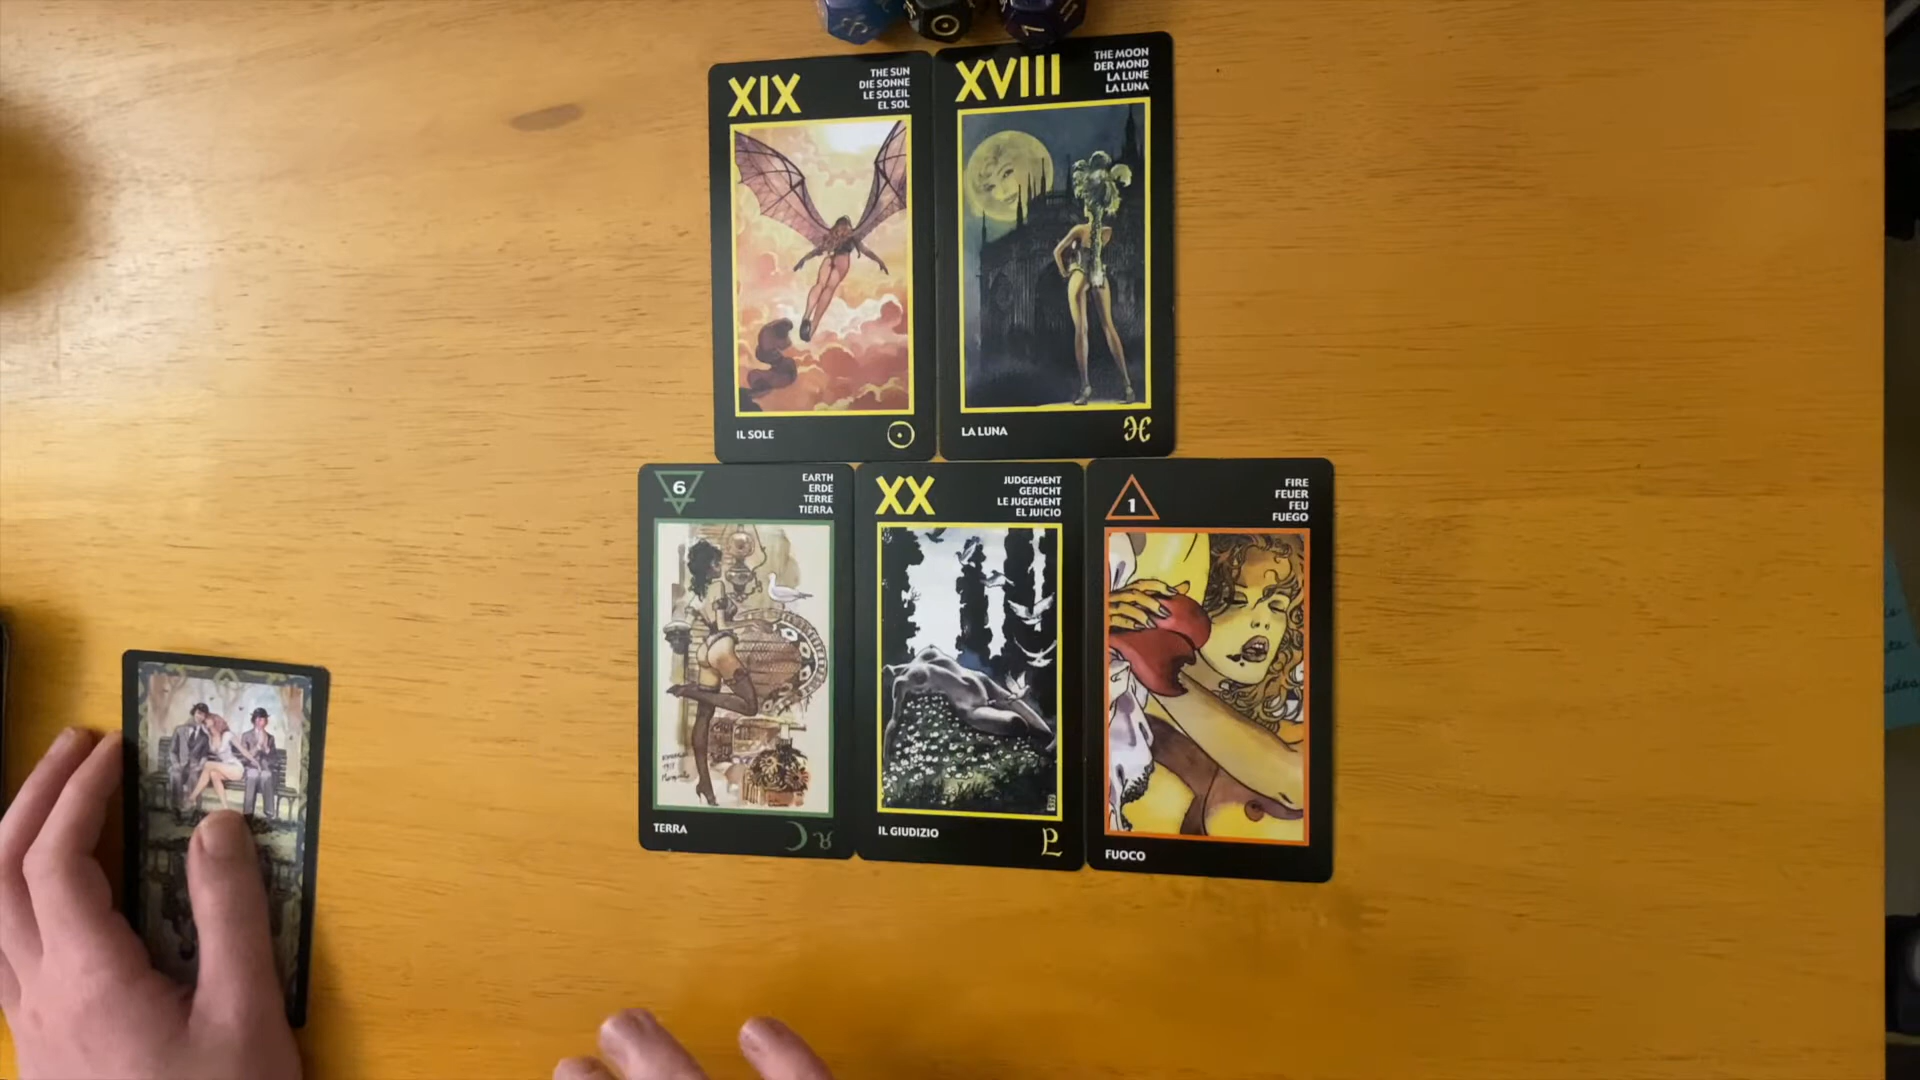 XIX
THE SUN
DIE SONNE
LE SOLEIL
EL SOL
IL SOLE
XVIII
THE MOON
DER MOND
LA LUNE
LA LUNA
LA LUNA
6
EARTH
ERDE
TERRE
TIERRA
TERRA
XX
JUDGEMENT
GERICHT
LE JUGEMENT
EL JUICIO
IL GIUDIZIO
1
FIRE
FEUER
FEU
FUEGO
FUOCO